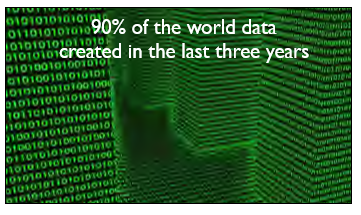 90% of the world data
created in the last three years